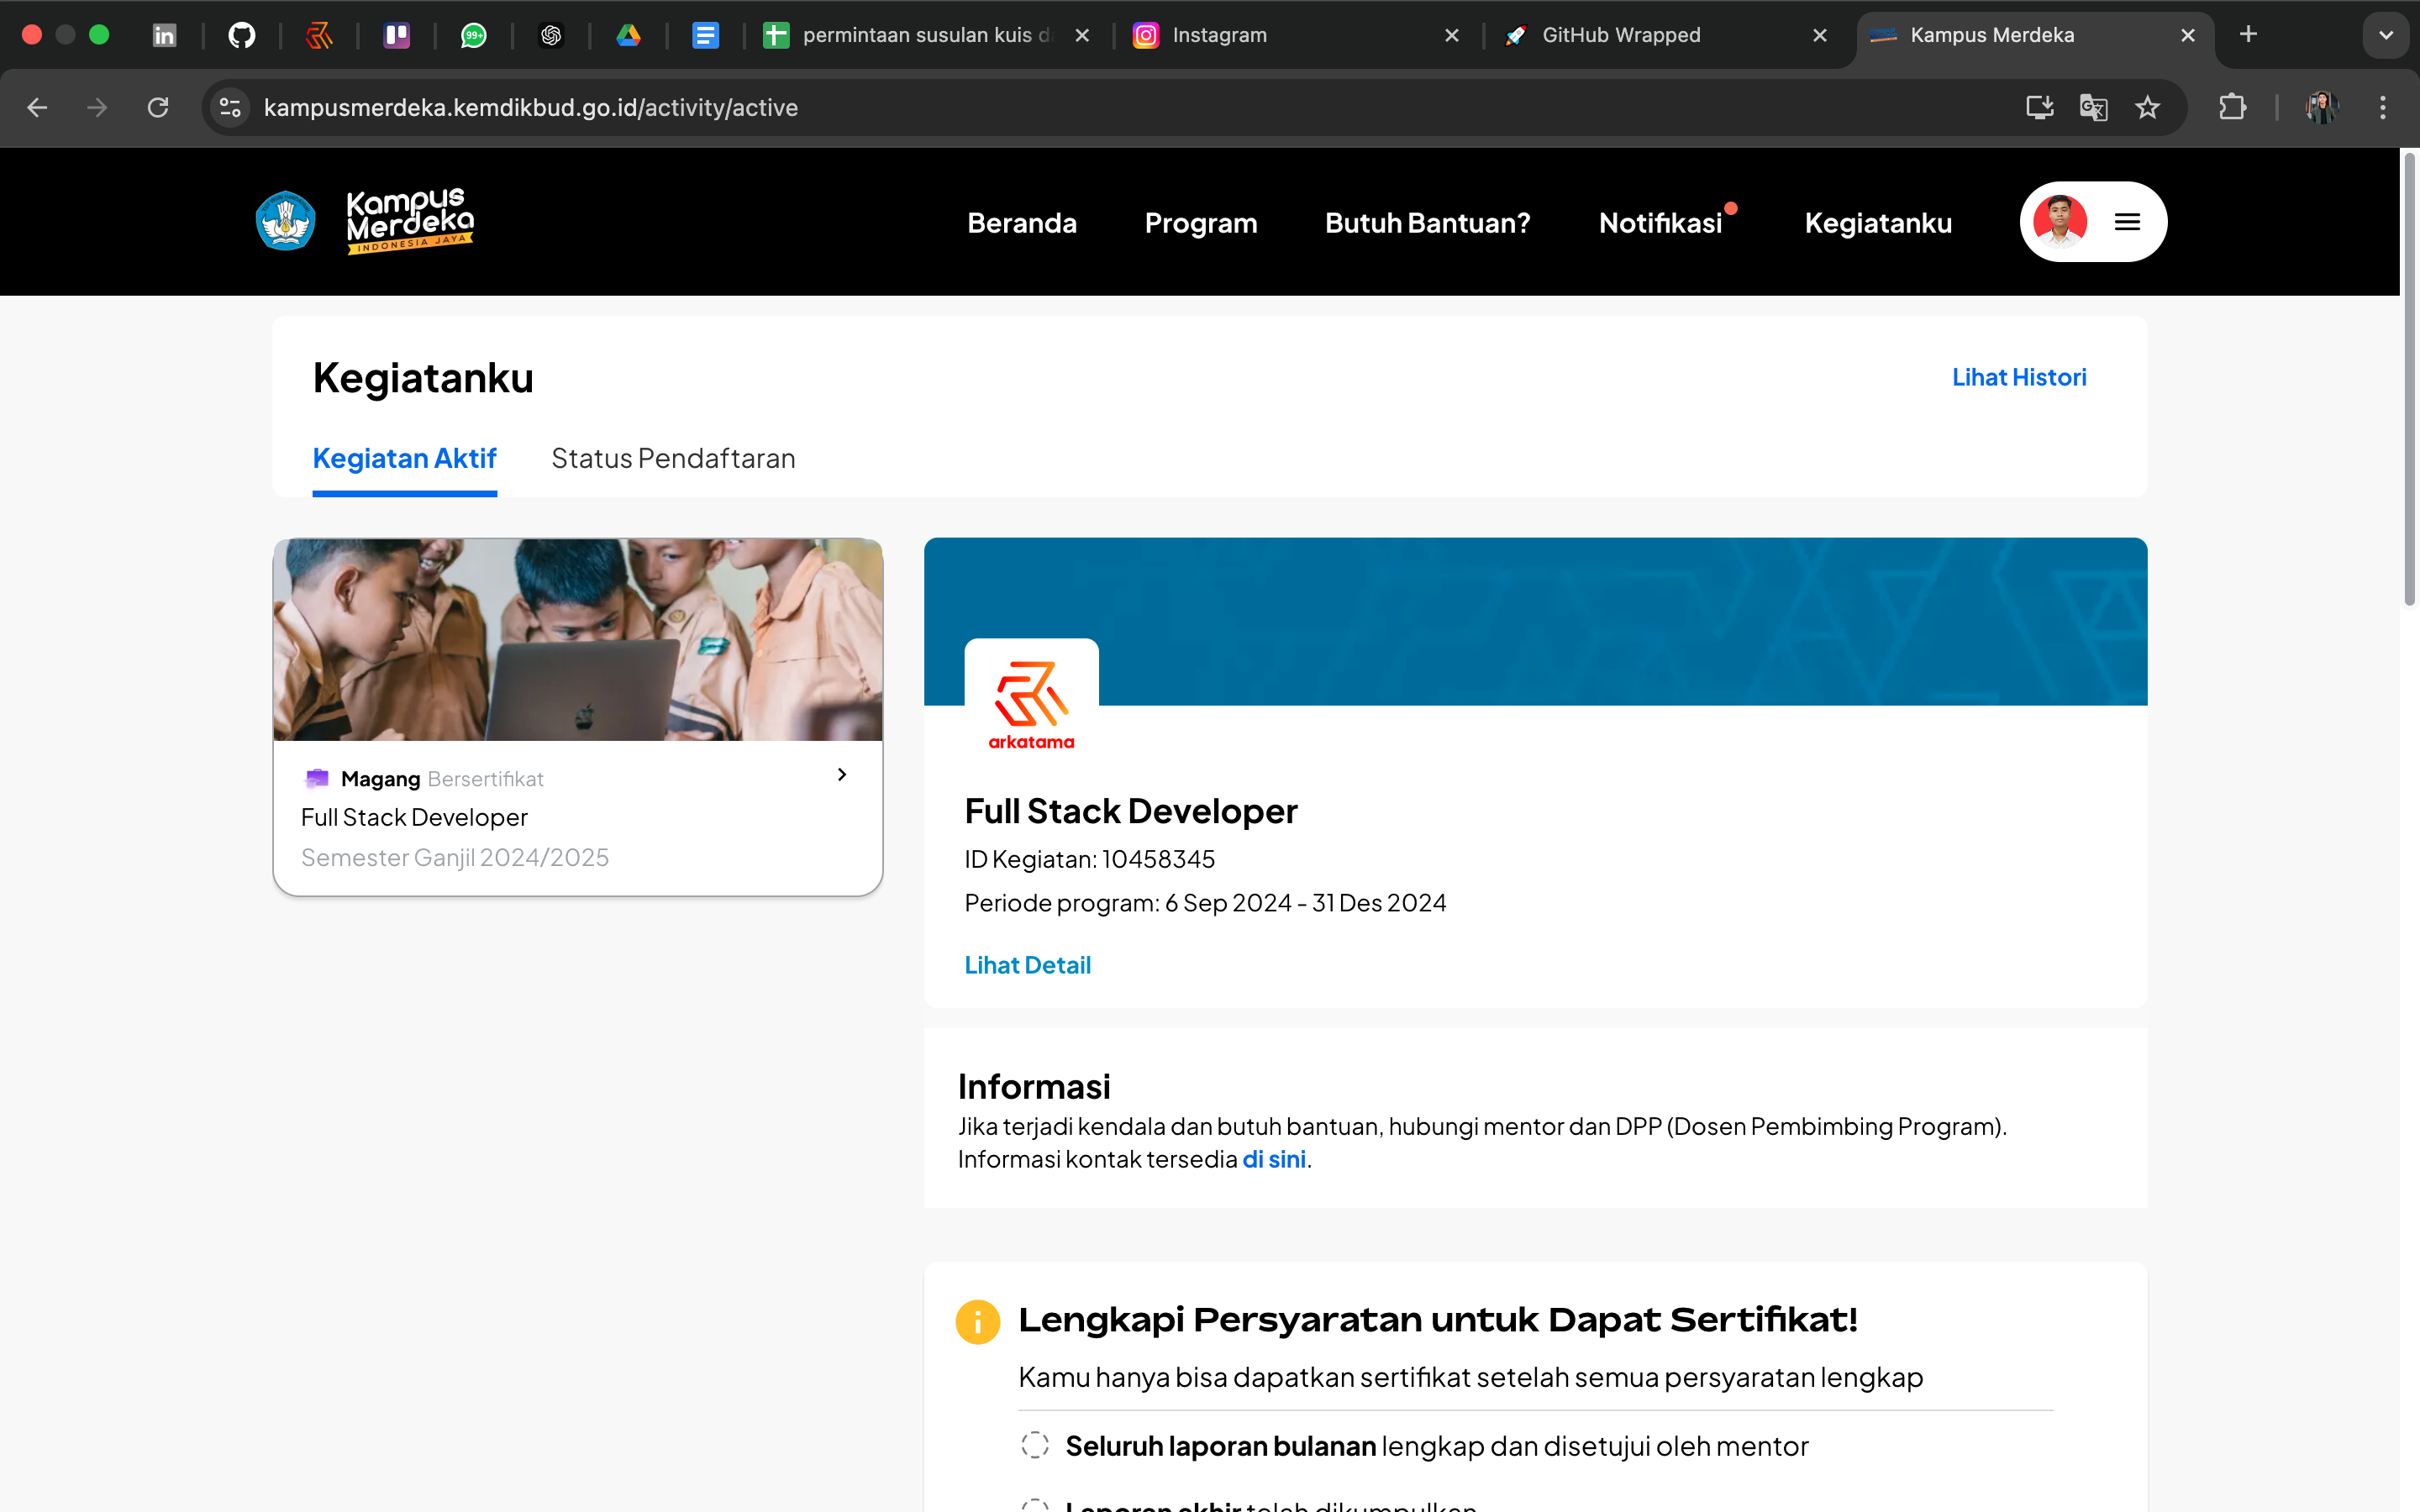 99+
permintaan susulan kuis
Instagram
GitHub Wrapped
Kampus Merdeka
kampusmerdeka.kemdikbud.go.id/activity/active
Kampus
Merdeka
INDONESIA JAYA
Beranda
Program
Butuh Bantuan?
Notifikasi
Kegiatanku
Kegiatanku
Lihat Histori
Kegiatan Aktif
Status Pendaftaran
Magang Bersertifikat
Full Stack Developer
Semester Ganjil 2024/2025
arkatama
Full Stack Developer
ID Kegiatan: 10458345
Periode program: 6 Sep 2024 - 31 Des 2024
Lihat Detail
Informasi
Jika terjadi kendala dan butuh bantuan, hubungi mentor dan DPP (Dosen Pembimbing Program).
Informasi kontak tersedia di sini.
Lengkapi Persyaratan untuk Dapat Sertifikat!
Kamu hanya bisa dapatkan sertifikat setelah semua persyaratan lengkap
Seluruh laporan bulanan lengkap dan disetujui oleh mentor
Laporan akhir telah dikumpulkan